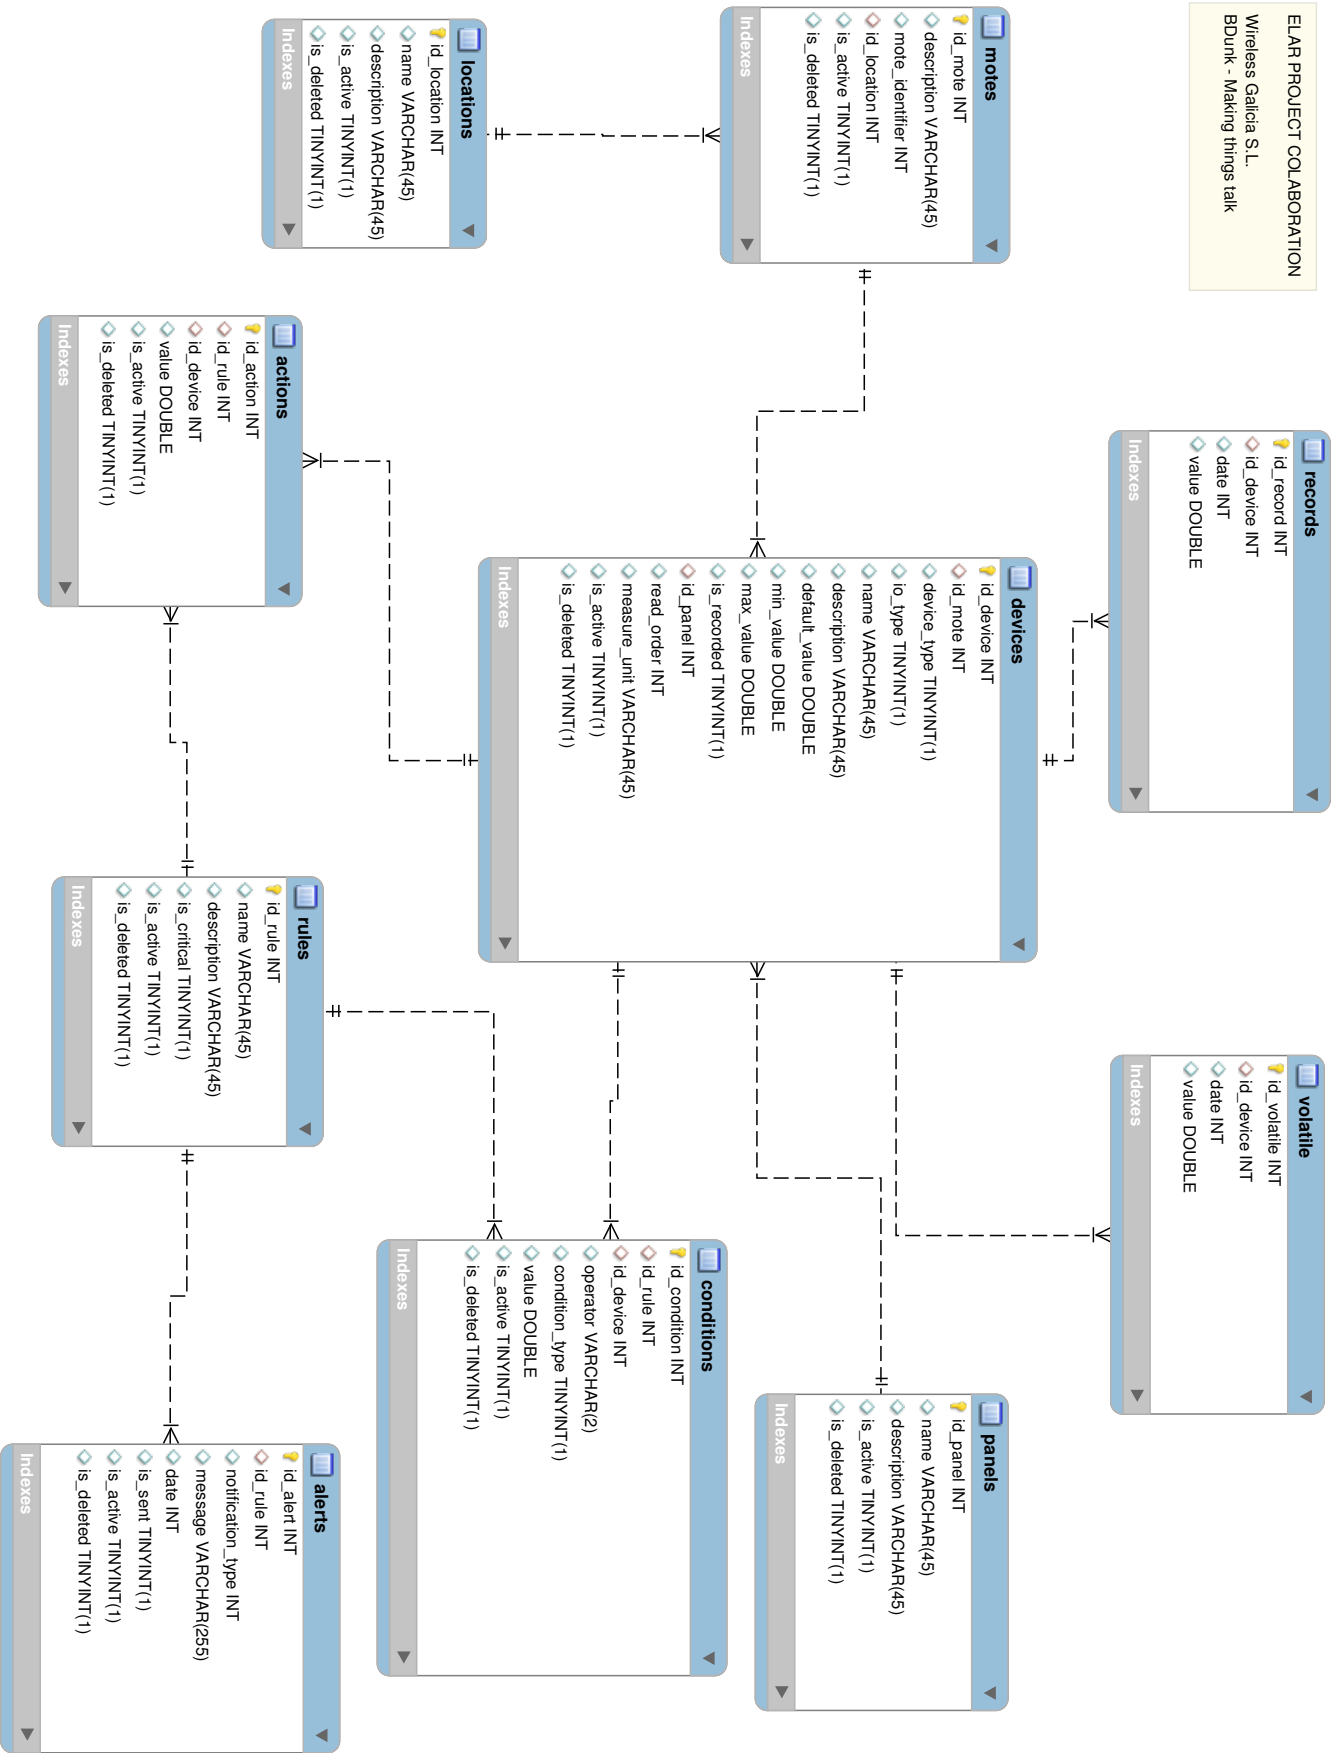 ELAR PROJECT COLABORATION
Wireless Galicia S.L.
BDunk - Making things talk
records
id_record INT
id_device INT
date INT
value DOUBLE
Indexes
volatile
id_volatile INT
id_device INT
date INT
value DOUBLE
Indexes
motes
id_mote INT
description VARCHAR(45)
mote_identifier INT
id_location INT
is_active TINYINT(1)
is_deleted TINYINT(1)
Indexes
devices
id_device INT
id_mote INT
device_type TINYINT(1)
io_type TINYINT(1)
name VARCHAR(45)
description VARCHAR(45)
default_value DOUBLE
min_value DOUBLE
max_value DOUBLE
is_recorded TINYINT(1)
id_panel INT
read_order INT
measure_unit VARCHAR(45)
is_active TINYINT(1)
is_deleted TINYINT(1)
Indexes
panels
id_panel INT
name VARCHAR(45)
description VARCHAR(45)
is_active TINYINT(1)
is_deleted TINYINT(1)
Indexes
locations
id_location INT
name VARCHAR(45)
description VARCHAR(45)
is_active TINYINT(1)
is_deleted TINYINT(1)
Indexes
conditions
id_condition INT
id_rule INT
id_device INT
operator VARCHAR(2)
condition_type TINYINT(1)
value DOUBLE
is_active TINYINT(1)
is_deleted TINYINT(1)
Indexes
actions
id_action INT
id_rule INT
id_device INT
value DOUBLE
is_active TINYINT(1)
is_deleted TINYINT(1)
Indexes
rules
id_rule INT
name VARCHAR(45)
description VARCHAR(45)
is_critical TINYINT(1)
is_active TINYINT(1)
is_deleted TINYINT(1)
Indexes
alerts
id_alert INT
id_rule INT
notification_type INT
message VARCHAR(255)
date INT
is_sent TINYINT(1)
is_active TINYINT(1)
is_deleted TINYINT(1)
Indexes